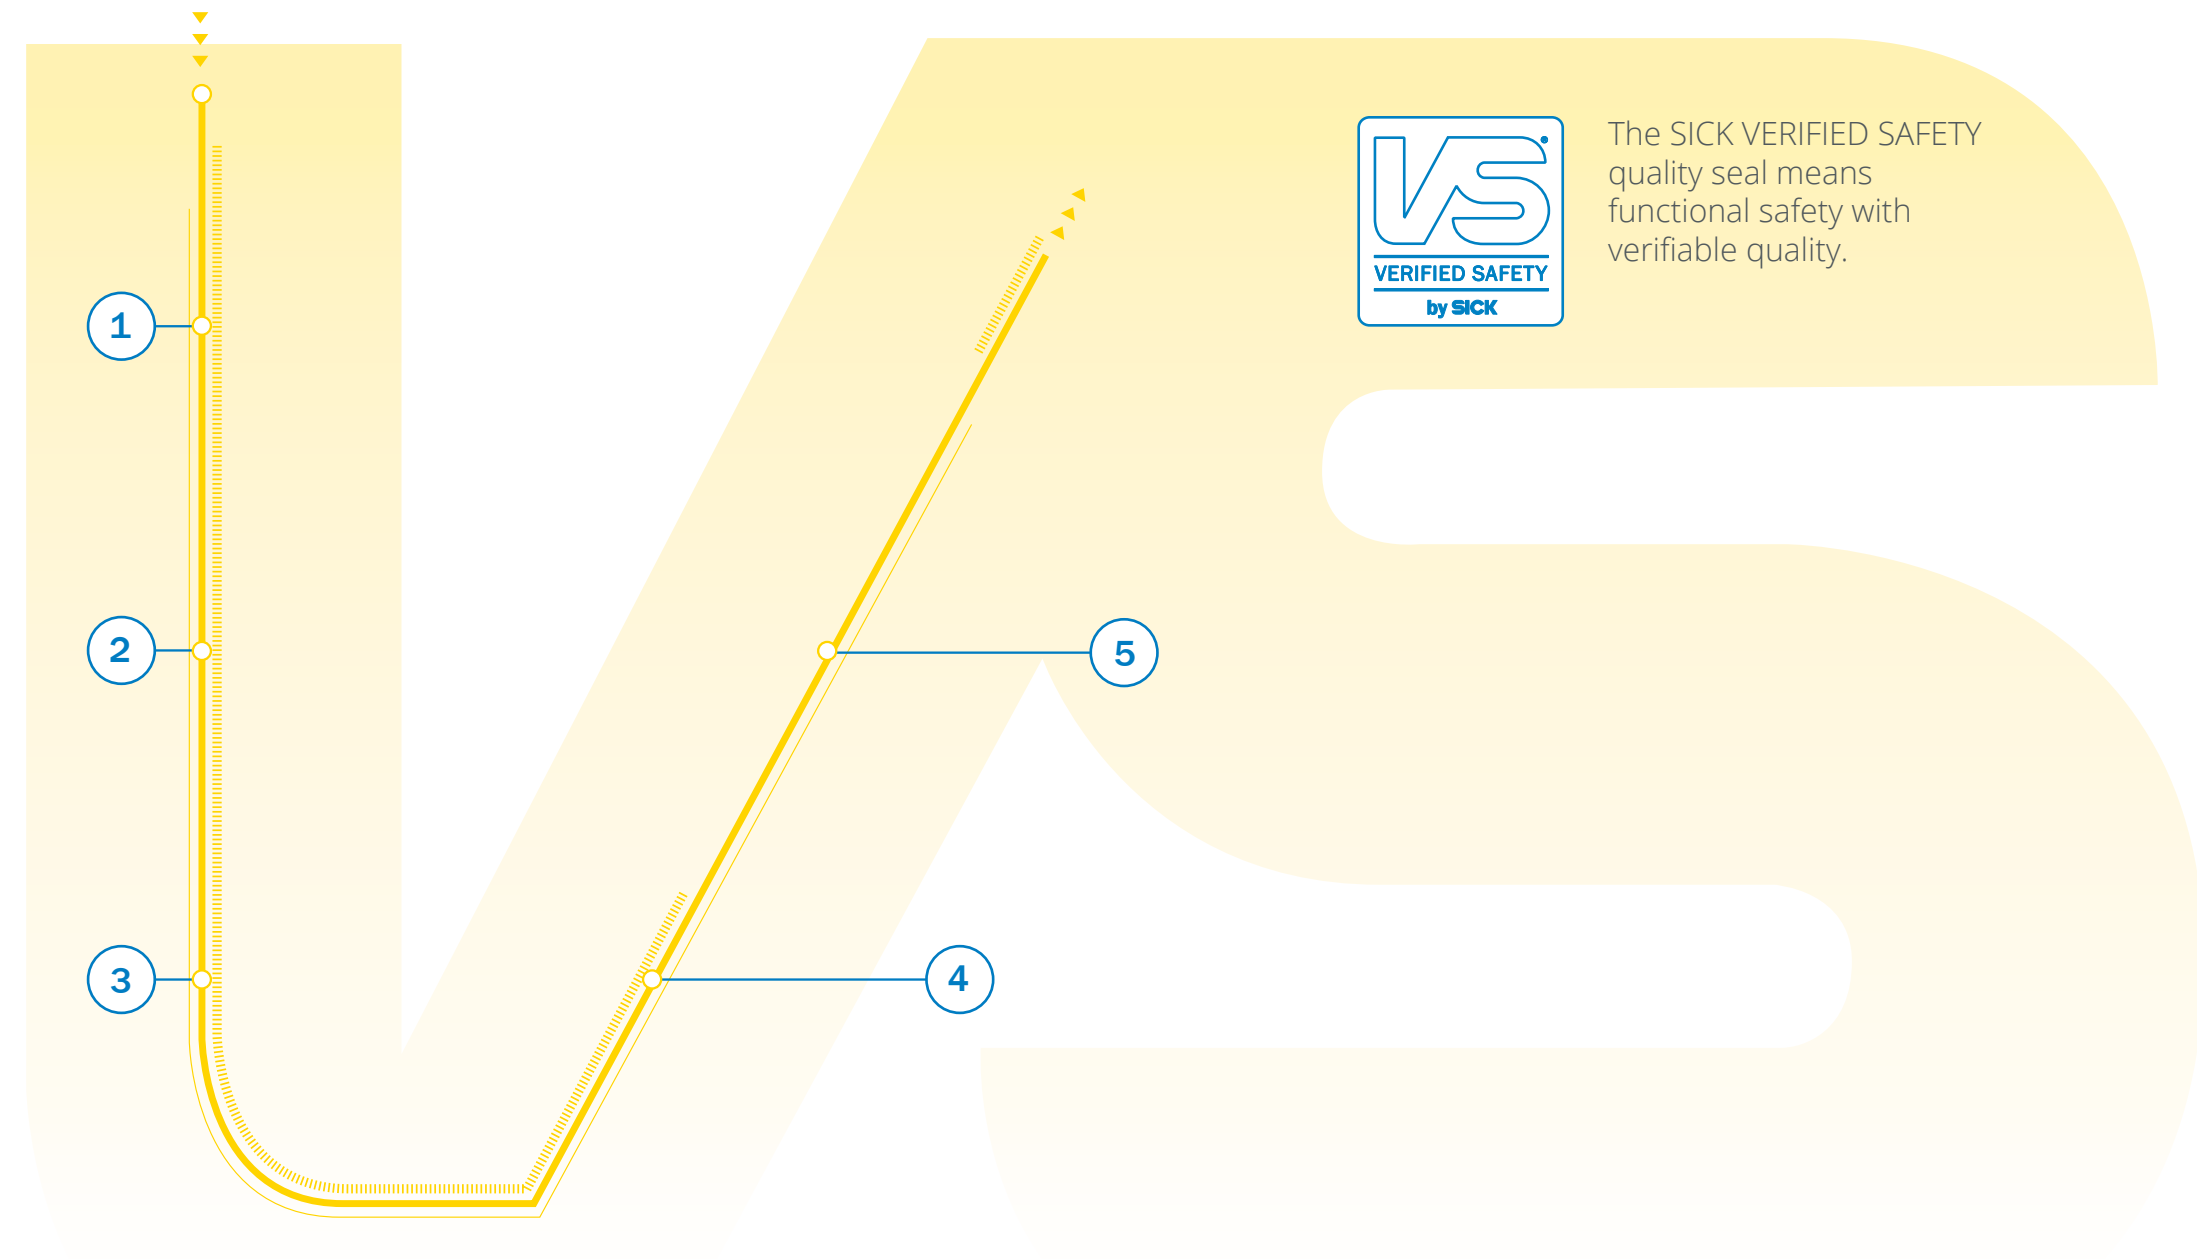 The SICK VERIFIED SAFETY
quality seal means
functional safety with
verifiable quality.
VS
VERIFIED SAFETY
by SICK
1
2
5
3
4